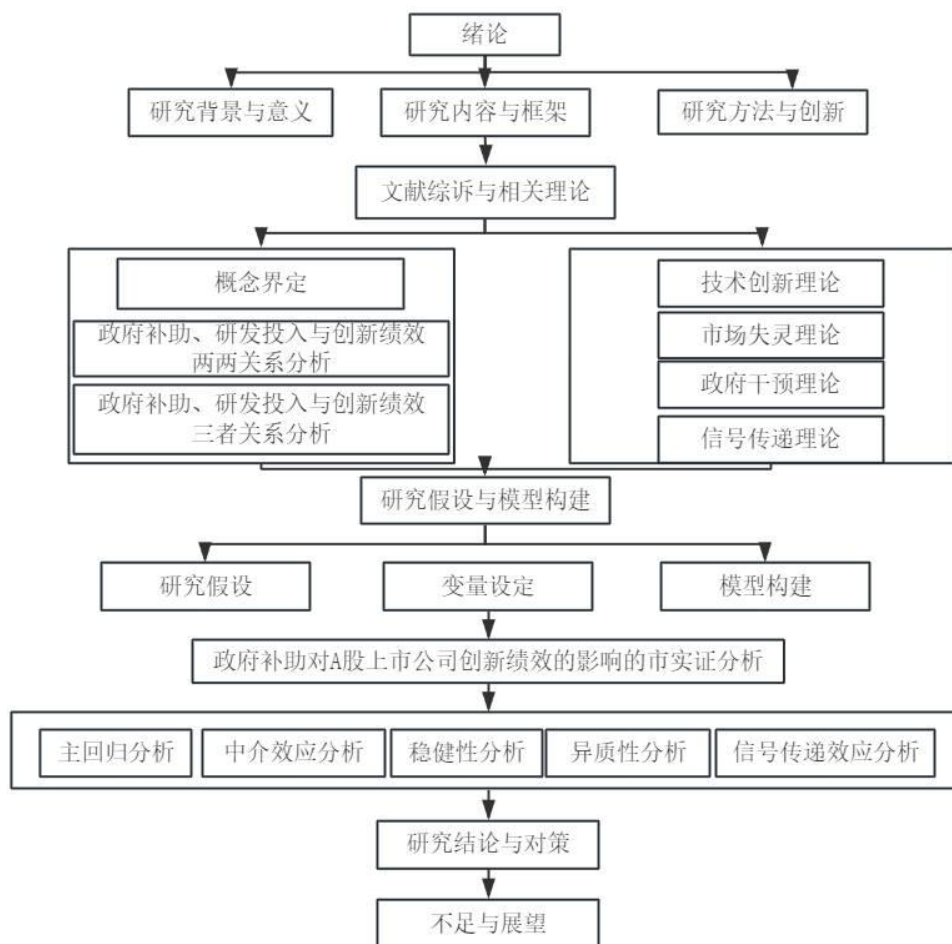 绪论
研究背景与意义
研究内容与框架
研究方法与创新
文献综诉与相关理论
概念界定
政府补助、研发投入与创新绩效
两两关系分析
政府补助、研发投入与创新绩效
三者关系分析
技术创新理论
市场失灵理论
政府干预理论
信号传递理论
研究假设与模型构建
研究假设
变量设定
模型构建
政府补助对A股上市公司创新绩效的影响的市实证分析
主回归分析
中介效应分析
稳健性分析
异质性分析
信号传递效应分析
研究结论与对策
不足与展望